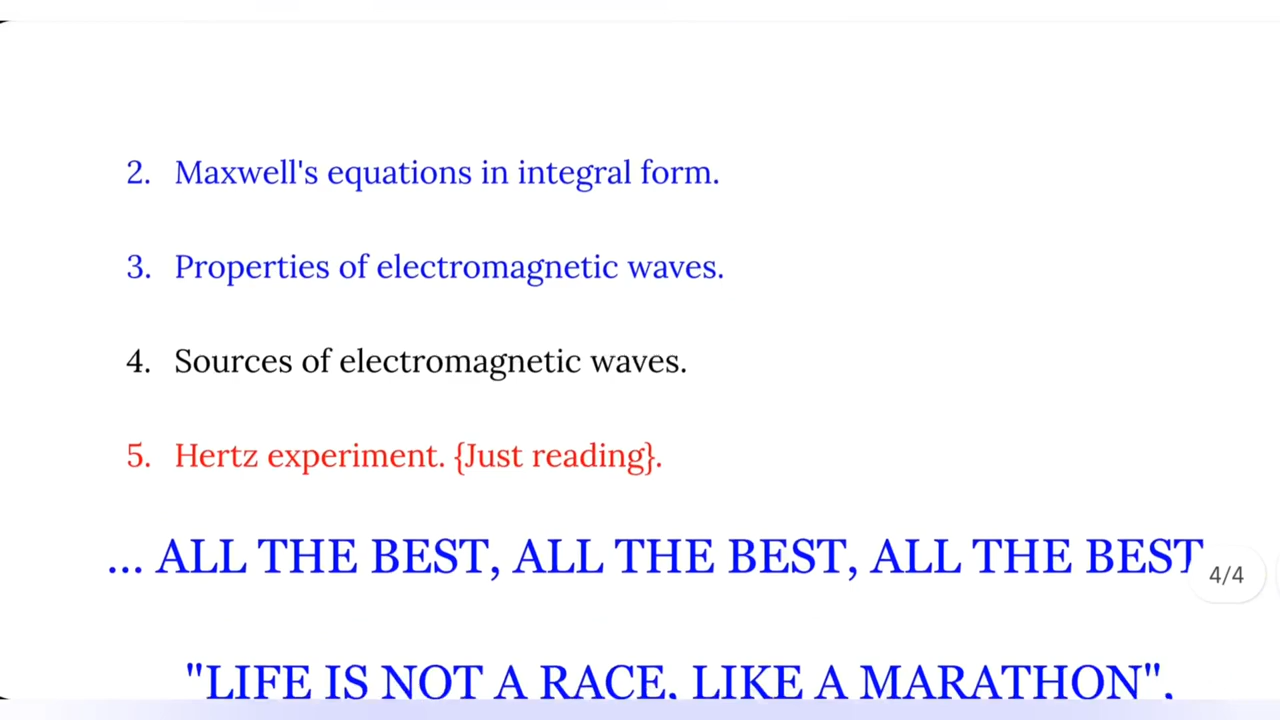 2. Maxwell's equations in integral form.
3. Properties of electromagnetic waves.
4. Sources of electromagnetic waves.
5. Hertz experiment. {Just reading}.
... ALL THE BEST, ALL THE BEST, ALL THE BEST
4/4
"LIFE IS NOT A RACE, LIKE A MARATHON",